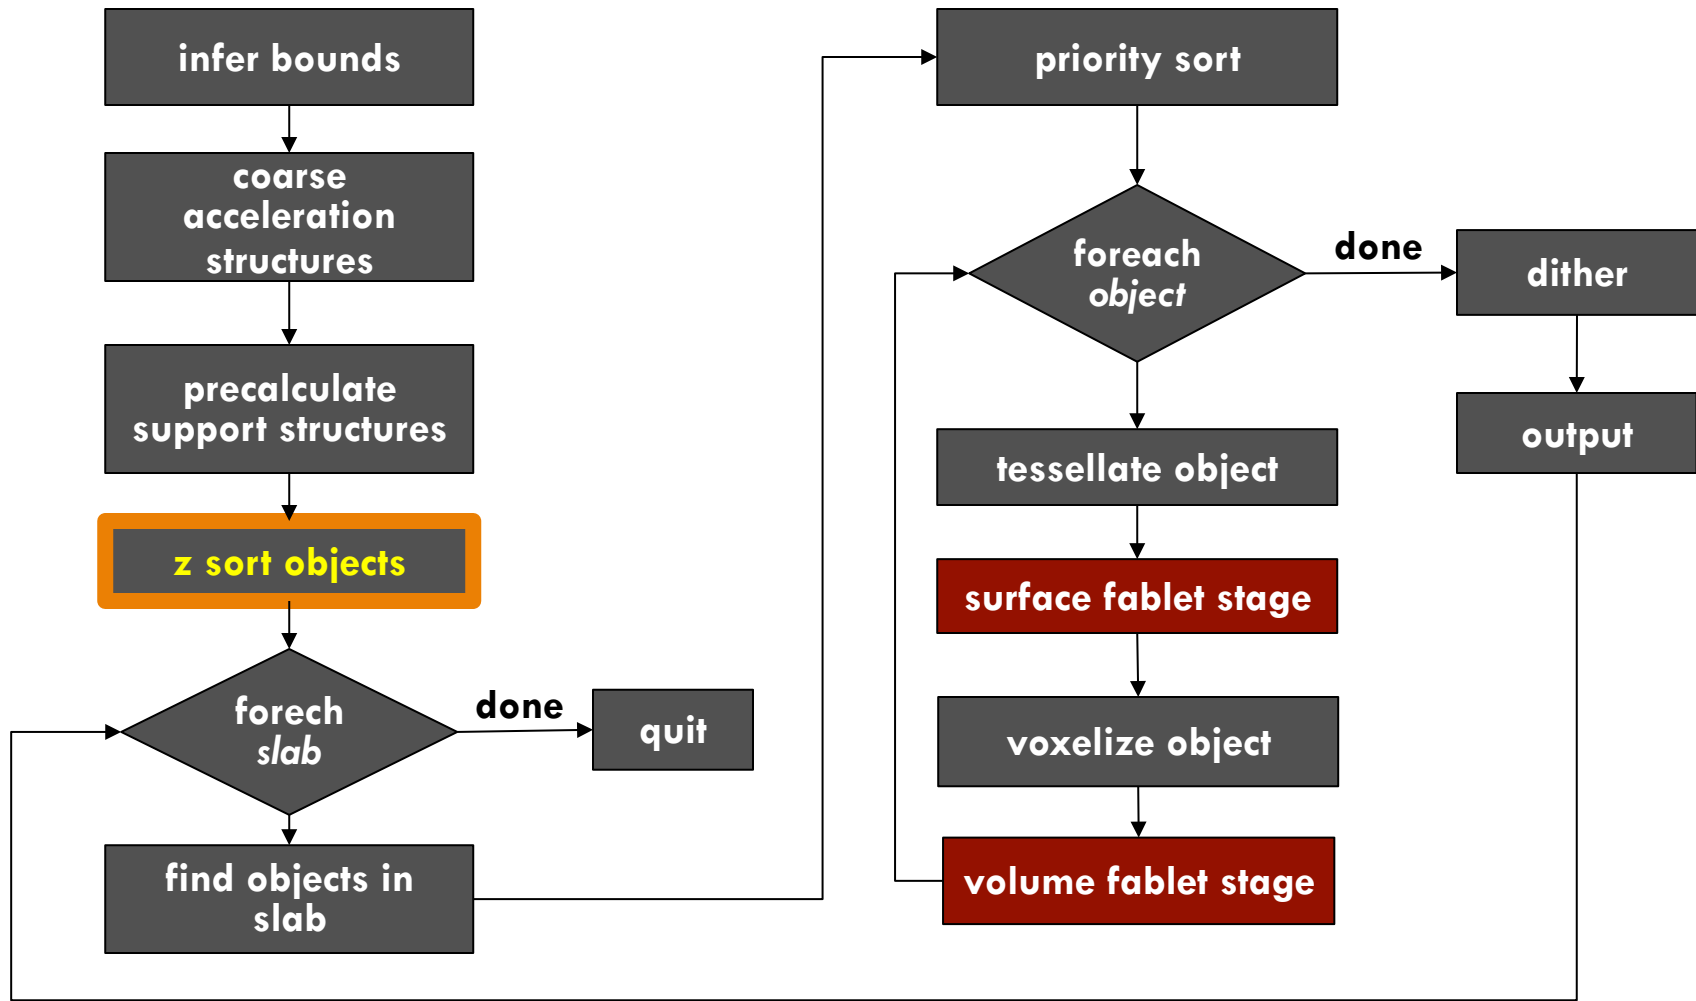 infer bounds
coarse
acceleration
structures
precalculate
support structures
z sort objects
forech
slab
done
quit
find objects in
slab
priority sort
foreach
object
done
dither
output
tessellate object
surface fablet stage
voxelize object
volume fablet stage